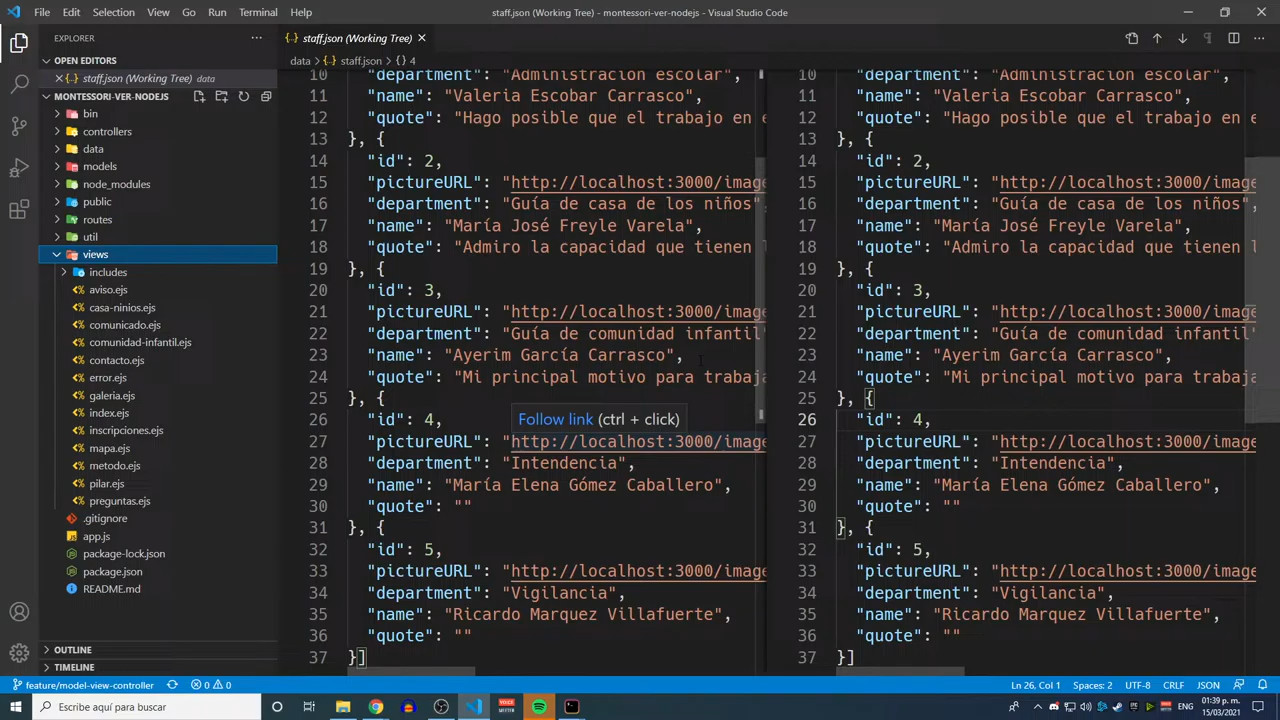 File Edit Selection View Go Run Terminal Help
staff.json (Working Tree) - montessori-ver-nodejs - Visual Studio Code
EXPLORER
OPEN EDITORS
staff.json (Working Tree) data
MONTESSORI-VER-NODEJS
bin
controllers
data
models
node_modules
public
routes
util
views
includes
aviso.ejs
casa-ninios.ejs
comunicado.ejs
comunidad-infantil.ejs
contacto.ejs
error.ejs
galeria.ejs
index.ejs
inscripciones.ejs
mapa.ejs
metodo.ejs
pilar.ejs
preguntas.ejs
.gitignore
app.js
package-lock.json
package.json
README.md
OUTLINE
TIMELINE
staff.json (Working Tree)
data > staff.json > {} 4
10 "department": "Administración escolar",
11 "name": "Valeria Escobar Carrasco",
12 "quote": "Hago posible que el trabajo en e
13 }, {
14 "id": 2,
15 "pictureURL": "http://localhost:3000/image
16 "department": "Guía de casa de los niños",
17 "name": "María José Freyle Varela",
18 "quote": "Admiro la capacidad que tienen l
19 }, {
20 "id": 3,
21 "pictureURL": "http://localhost:3000/image
22 "department": "Guía de comunidad infantil"
23 "name": "Ayerim García Carrasco",
24 "quote": "Mi principal motivo para trabaja
25 }, {
26 "id": 4,
Follow link (ctrl + click)
27 "pictureURL": "http://localhost:3000/image
28 "department": "Intendencia",
29 "name": "María Elena Gómez Caballero",
30 "quote": ""
31 }, {
32 "id": 5,
33 "pictureURL": "http://localhost:3000/image
34 "department": "Vigilancia",
35 "name": "Ricardo Marquez Villafuerte",
36 "quote": ""
37 }]
10 "department": "Administración escolar",
11 "name": "Valeria Escobar Carrasco",
12 "quote": "Hago posible que el trabajo en e
13 }, {
14 "id": 2,
15 "pictureURL": "http://localhost:3000/image
16 "department": "Guía de casa de los niños",
17 "name": "María José Freyle Varela",
18 "quote": "Admiro la capacidad que tienen l
19 }, {
20 "id": 3,
21 "pictureURL": "http://localhost:3000/image
22 "department": "Guía de comunidad infantil"
23 "name": "Ayerim García Carrasco",
24 "quote": "Mi principal motivo para trabaja
25 }, {
26 "id": 4,
27 "pictureURL": "http://localhost:3000/image
28 "department": "Intendencia",
29 "name": "María Elena Gómez Caballero",
30 "quote": ""
31 }, {
32 "id": 5,
33 "pictureURL": "http://localhost:3000/image
34 "department": "Vigilancia",
35 "name": "Ricardo Marquez Villafuerte",
36 "quote": ""
37 }]
feature/model-view-controller 0 0 Ln 26, Col 1 Spaces: 2 UTF-8 CRLF JSON
Escribe aquí para buscar
ENG
01:39 p. m.
15/03/2021